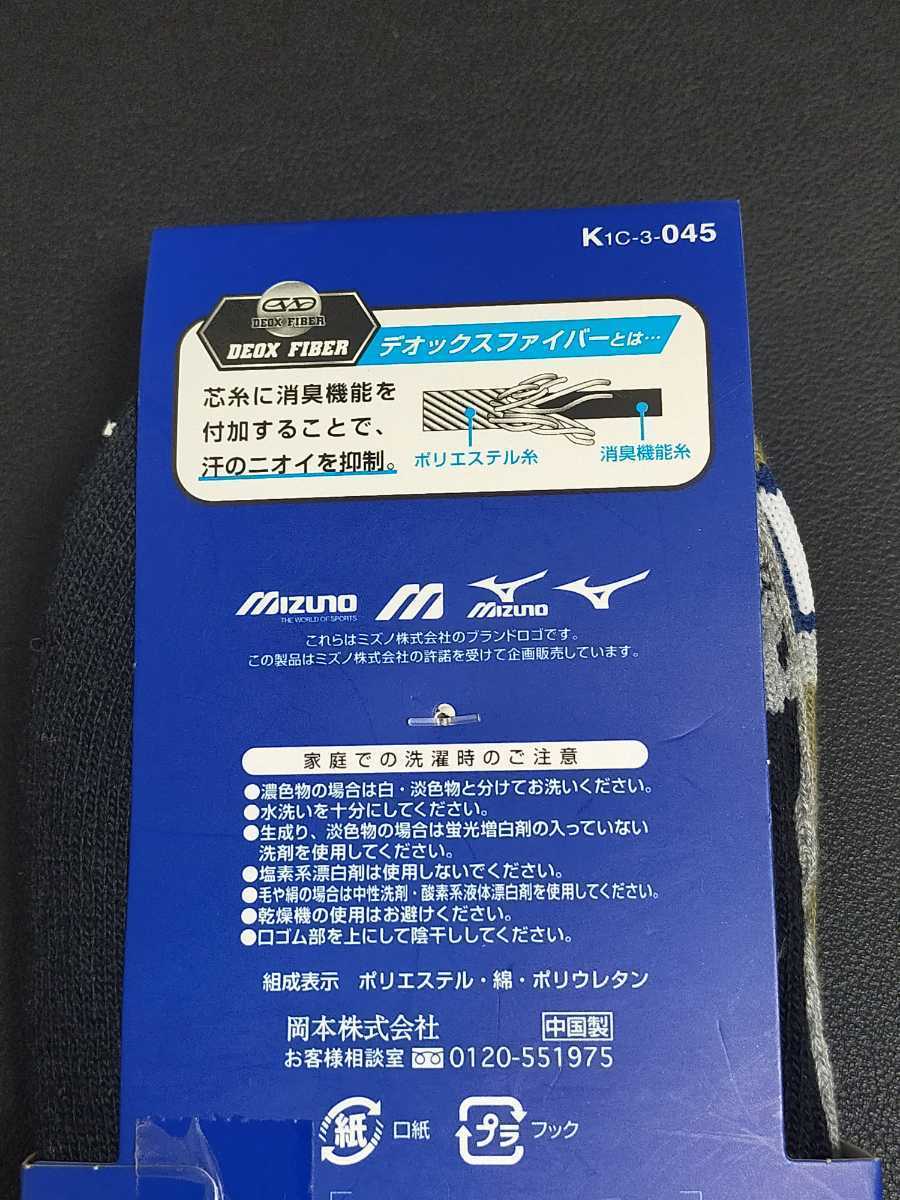 K1C-3-045
DEOX FIBER
DEOX FIBER
デオックスファイバーとは…
芯糸に消臭機能を
付加することで、
汗のニオイを抑制。
ポリエステル糸
消臭機能糸
MIZUNO
THE WORLD OF SPORTS
MIZUNO
これらはミズノ株式会社のブランドロゴです。
この製品はミズノ株式会社の許諾を受けて企画販売しています。
家庭での洗濯時のご注意
●濃色物の場合は白・淡色物と分けてお洗いください。
●水洗いを十分にしてください。
●生成り、淡色物の場合は蛍光増白剤の入っていない
洗剤を使用してください。
●塩素系漂白剤は使用しないでください。
●毛や絹の場合は中性洗剤・酸素系液体漂白剤を使用してください。
●乾燥機の使用はお避けください。
●口ゴム部を上にして陰干ししてください。
組成表示 ポリエステル・綿・ポリウレタン
岡本株式会社 中国製
お客様相談室 0120-551975
紙 口紙 プラ フック